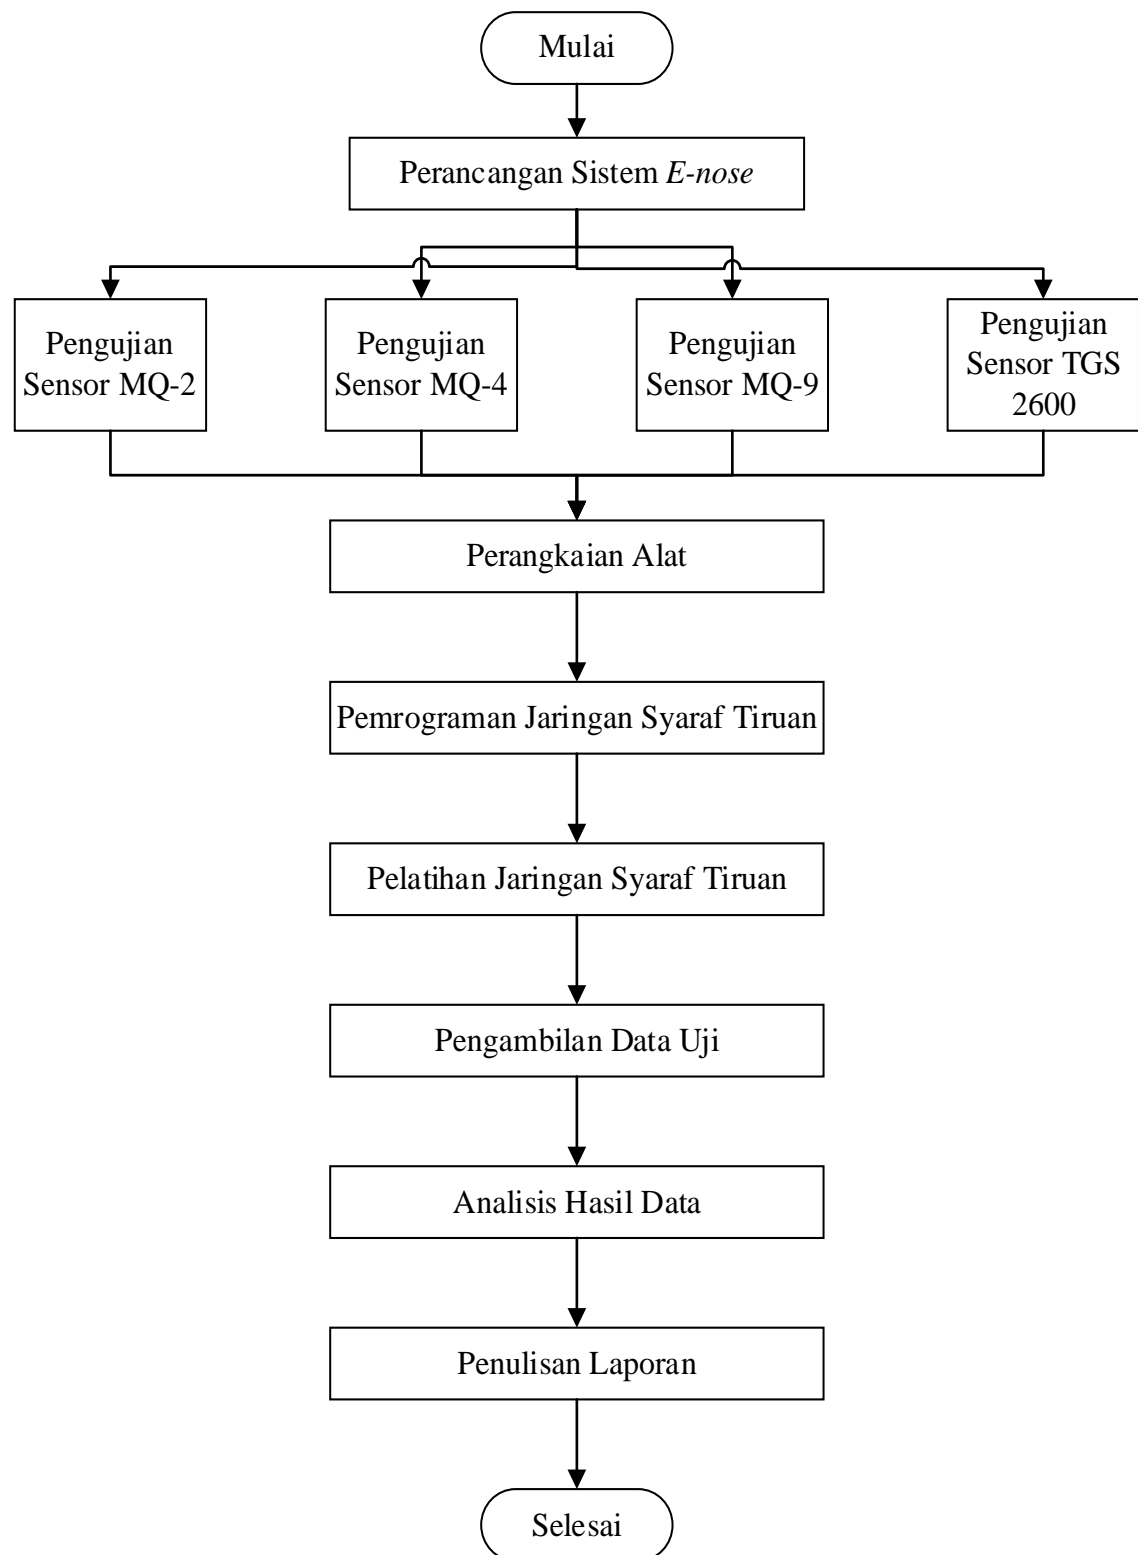 Mulai
Perancangan Sistem E-nose
Pengujian
Sensor MQ-2
Pengujian
Sensor MQ-4
Pengujian
Sensor MQ-9
Pengujian
Sensor TGS
2600
Perangkaian Alat
Pemrograman Jaringan Syaraf Tiruan
Pelatihan Jaringan Syaraf Tiruan
Pengambilan Data Uji
Analisis Hasil Data
Penulisan Laporan
Selesai